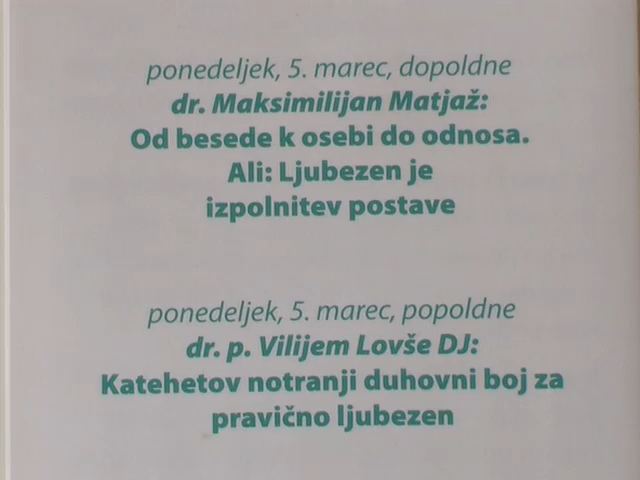 ponedeljek, 5. marec, dopoldne
dr. Maksimilijan Matjaž:
Od besede k osebi do odnosa.
Ali: Ljubezen je
izpolnitev postave
ponedeljek, 5. marec, popoldne
dr. p. Vilijem Lovše DJ:
Katehetov notranji duhovni boj za
pravično ljubezen